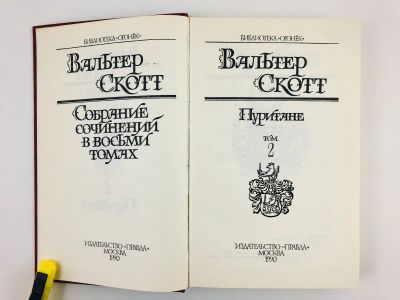 БИБЛИОТЕКА «ОГОНЁК»
ВАЛЬТЕР
СКОТТ
СОБРАНИЕ
СОЧИНЕНИЙ
В ВОСЬМИ
ТОМАХ
ИЗДАТЕЛЬСТВО «ПРАВДА»
МОСКВА
1990
БИБЛИОТЕКА «ОГОНЁК»
ВАЛЬТЕР
СКОТТ
Пуритане
ТОМ
2
ИЗДАТЕЛЬСТВО «ПРАВДА»
МОСКВА
1990